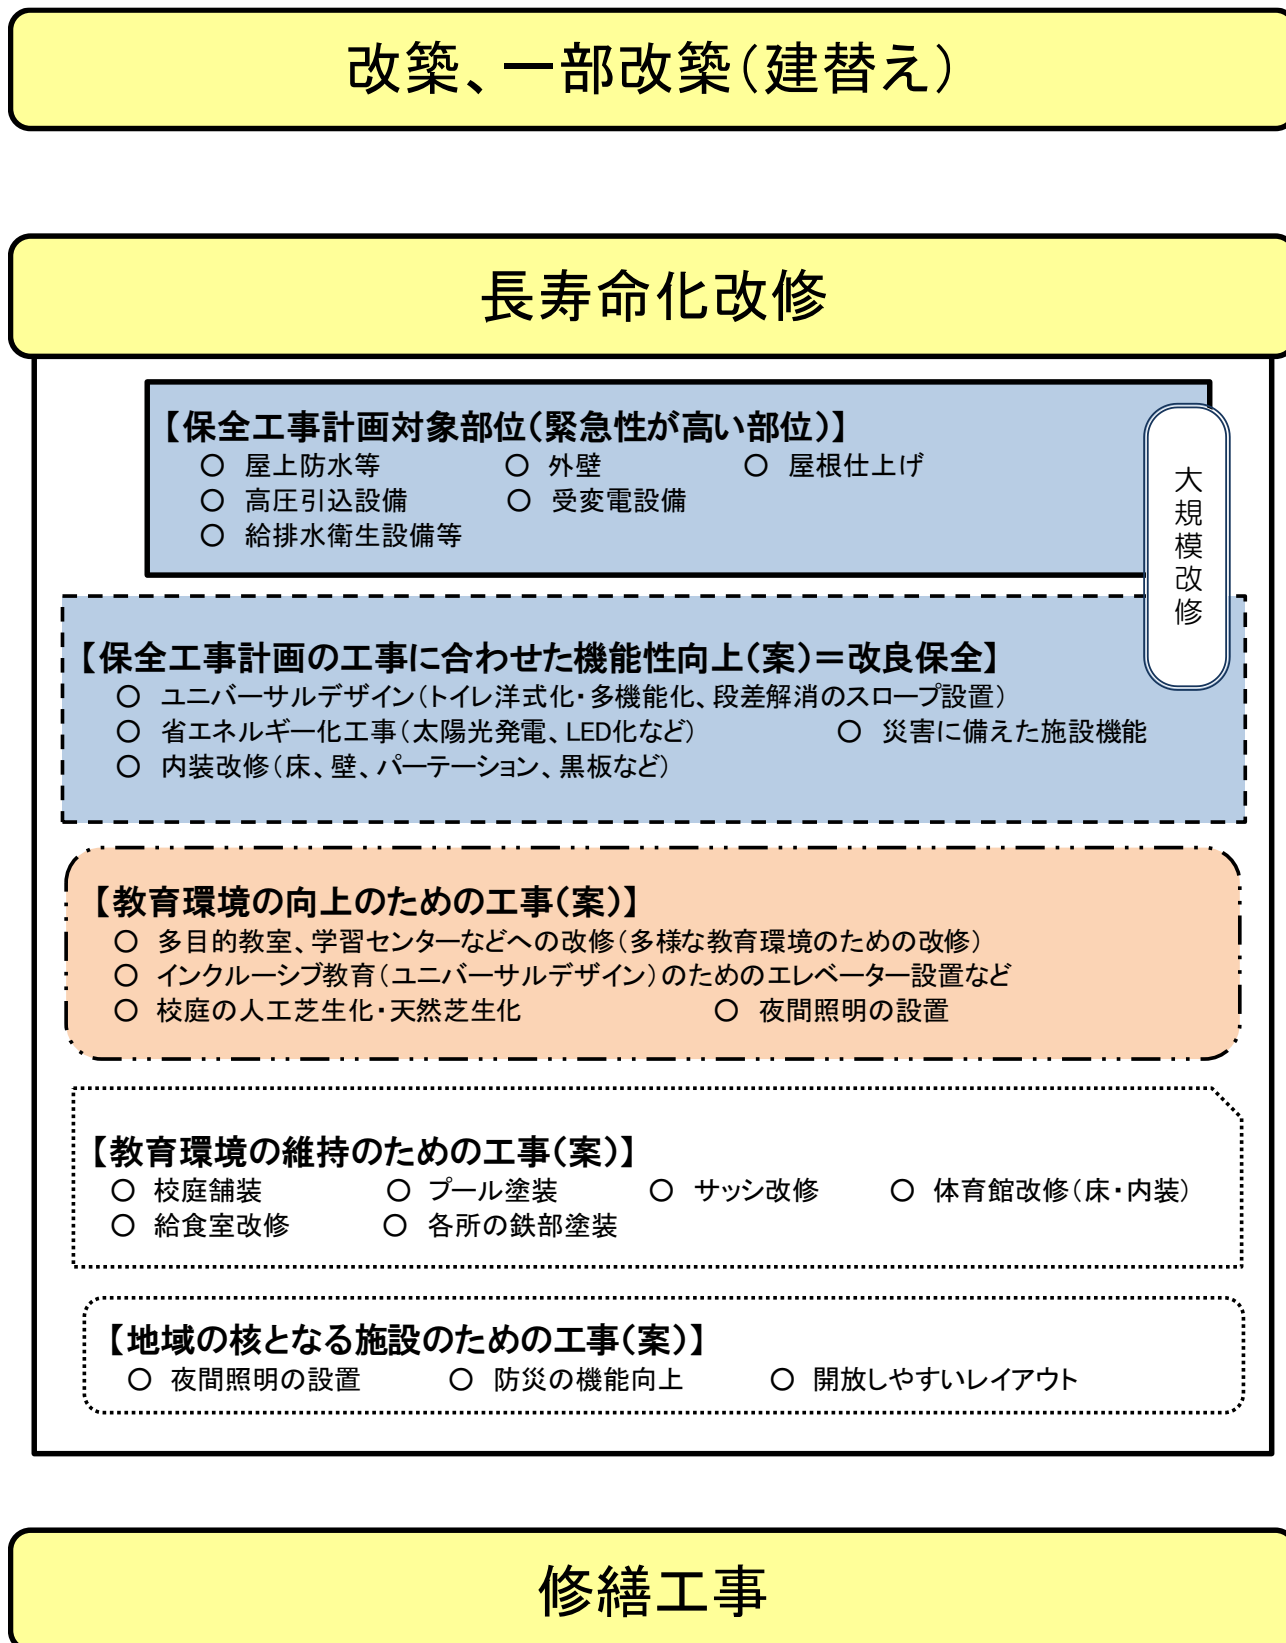 改築、一部改築（建替え）
長寿命化改修
【保全工事計画対象部位（緊急性が高い部位）】
○ 屋上防水等 ○ 外壁 ○ 屋根仕上げ
○ 高圧引込設備 ○ 受変電設備
○ 給排水衛生設備等
大規模改修
【保全工事計画の工事に合わせた機能性向上（案）＝改良保全】
○ ユニバーサルデザイン（トイレ洋式化・多機能化、段差解消のスロープ設置）
○ 省エネルギー化工事（太陽光発電、LED化など） ○ 災害に備えた施設機能
○ 内装改修（床、壁、パーテーション、黒板など）
【教育環境の向上のための工事（案）】
○ 多目的教室、学習センターなどへの改修（多様な教育環境のための改修）
○ インクルーシブ教育（ユニバーサルデザイン）のためのエレベーター設置など
○ 校庭の人工芝生化・天然芝生化 ○ 夜間照明の設置
【教育環境の維持のための工事（案）】
○ 校庭舗装 ○ プール塗装 ○ サッシ改修 ○ 体育館改修（床・内装）
○ 給食室改修 ○ 各所の鉄部塗装
【地域の核となる施設のための工事（案）】
○ 夜間照明の設置 ○ 防災の機能向上 ○ 開放しやすいレイアウト
修繕工事